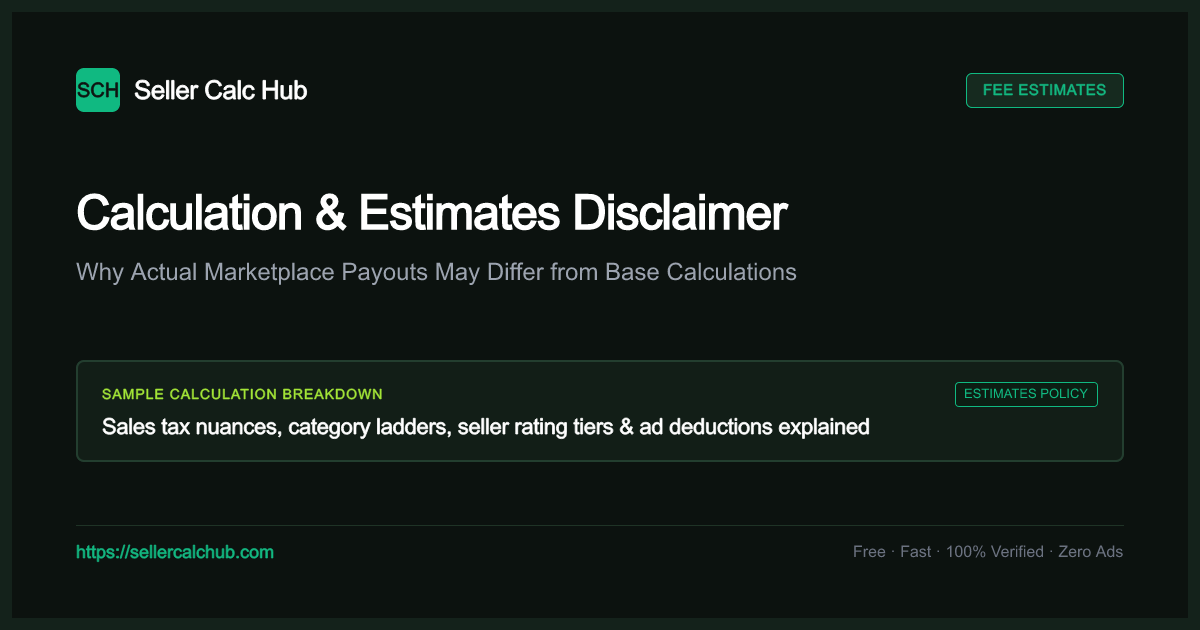 SCH Seller Calc Hub
FEE ESTIMATES
Calculation & Estimates Disclaimer
Why Actual Marketplace Payouts May Differ from Base Calculations
SAMPLE CALCULATION BREAKDOWN
ESTIMATES POLICY
Sales tax nuances, category ladders, seller rating tiers & ad deductions explained
https://sellercalchub.com
Free · Fast · 100% Verified · Zero Ads